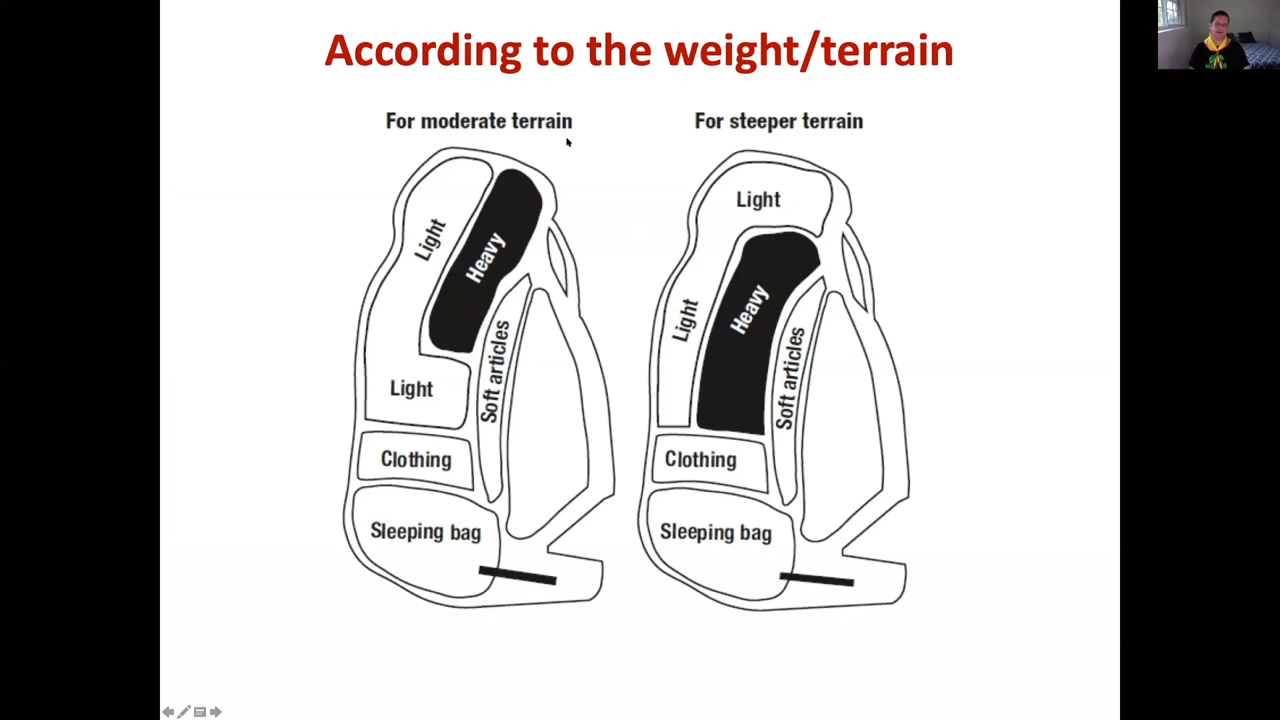 According to the weight/terrain
For moderate terrain
For steeper terrain
Light
Heavy
Soft articles
Light
Clothing
Sleeping bag
Light
Heavy
Light
Soft articles
Clothing
Sleeping bag